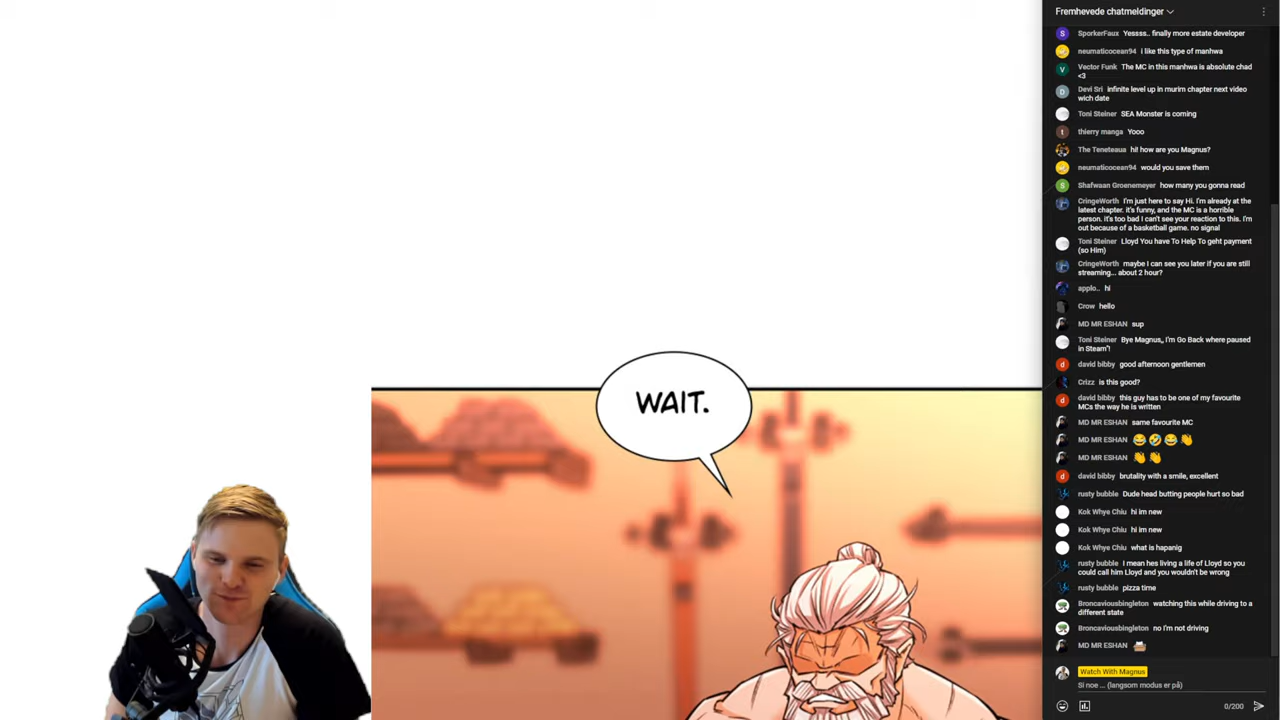 WAIT.
Fremhevede chatmeldinger
SporkerFaux Yessss.. finally more estate developer
neumaticocean94 i like this type of manhwa
Vector Funk The MC in this manhwa is absolute chad
<3
Devi Sri infinite level up in murim chapter next video
wich date
Toni Steiner SEA Monster is coming
thierry manga Yooo
The Teneteaua hi! how are you Magnus?
neumaticocean94 would you save them
Shafwaan Groenemeyer how many you gonna read
CringeWorth I'm just here to say Hi. I'm already at the
latest chapter. it's funny, and the MC is a horrible
person. it's too bad I can't see your reaction to this. I'm
out because of a basketball game. no signal
Toni Steiner Lloyd You have To Help To geht payment
(so Him)
CringeWorth maybe I can see you later if you are still
streaming... about 2 hour?
applo.. hi
Crow hello
MD MR ESHAN sup
Toni Steiner Bye Magnus,, I'm Go Back where paused
in Steam"!
david bibby good afternoon gentlemen
Crizz is this good?
david bibby this guy has to be one of my favourite
MCs the way he is written
MD MR ESHAN same favourite MC
MD MR ESHAN 😂🤣😂👏
MD MR ESHAN 👏👏
david bibby brutality with a smile, excellent
rusty bubble Dude head butting people hurt so bad
Kok Whye Chiu hi im new
Kok Whye Chiu hi im new
Kok Whye Chiu what is hapanig
rusty bubble I mean hes living a life of Lloyd so you
could call him Lloyd and you wouldn't be wrong
rusty bubble pizza time
Broncaviousbingleton watching this while driving to a
different state
Broncaviousbingleton no I'm not driving
MD MR ESHAN
Watch With Magnus
Si noe ... (langsom modus er på)
0/200